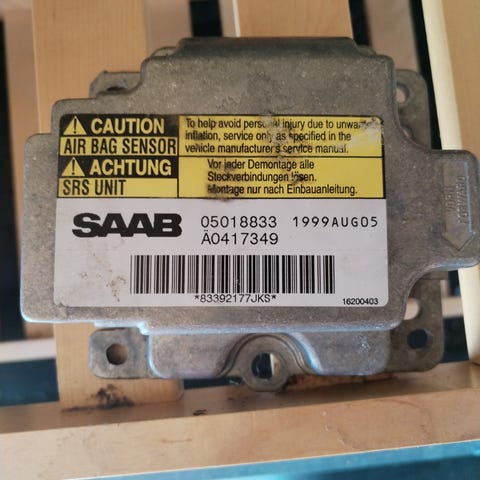 CAUTION
AIR BAG SENSOR
To help avoid personal injury due to unwanted
inflation, service only as specified in the
vehicle manufacturer's service manual.
ACHTUNG
SRS UNIT
Vor jeder Demontage alle
Steckverbindungen lösen.
Montage nur nach Einbauanleitung.
SAAB 05018833 1999AUG05
Ä0417349
*83392177JKS*
16200403